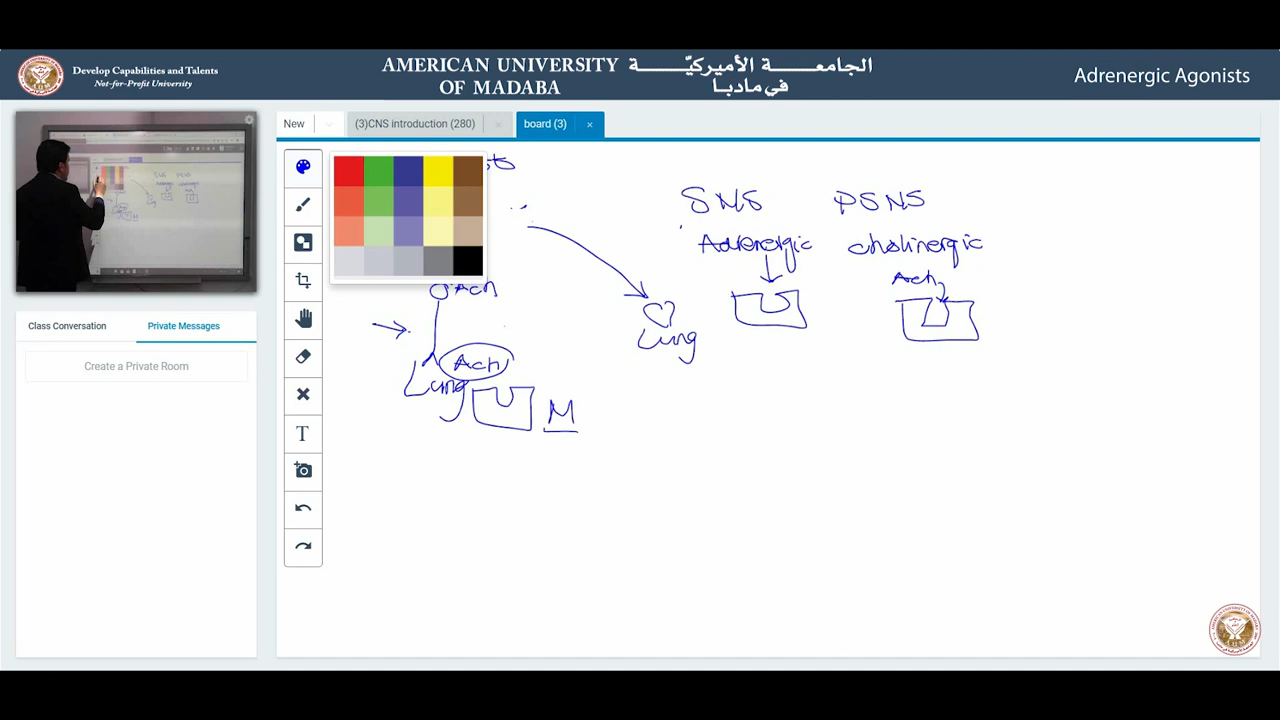 Develop Capabilities and Talents
Not-for-Profit University
AMERICAN UNIVERSITY
OF MADABA
الجامعة الأميركية
في مادبا
Adrenergic Agonists
New
(3)CNS introduction (280)
board (3)
SNS PSNS
Adrenergic cholinergic
Ach
Ach
Lung
Ach
Lung
M
T
Class Conversation
Private Messages
Create a Private Room